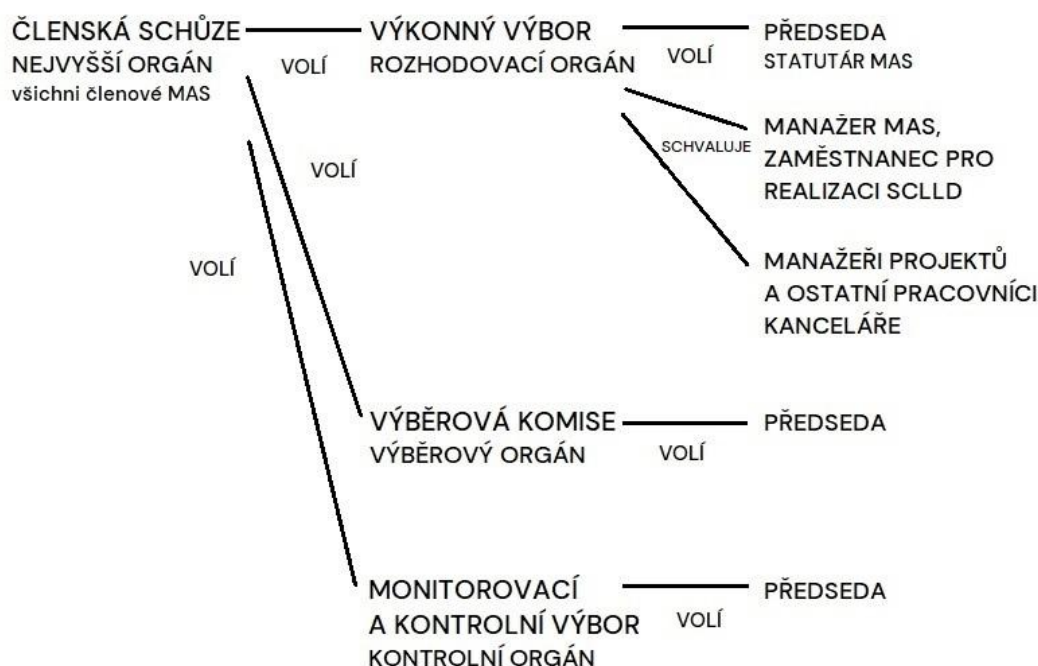 ČLENSKÁ SCHŮZE
NEJVYŠŠÍ ORGÁN
všichni členové MAS
VOLÍ
VÝKONNÝ VÝBOR
ROZHODOVACÍ ORGÁN
VOLÍ
PŘEDSEDA
STATUTÁR MAS
SCHVALUJE
MANAŽER MAS,
ZAMĚSTNANEC PRO
REALIZACI SCLLD
MANAŽEŘI PROJEKTŮ
A OSTATNÍ PRACOVNÍCI
KANCELÁŘE
VOLÍ
VÝBĚROVÁ KOMISE
VÝBĚROVÝ ORGÁN
VOLÍ
PŘEDSEDA
VOLÍ
MONITOROVACÍ
A KONTROLNÍ VÝBOR
KONTROLNÍ ORGÁN
VOLÍ
PŘEDSEDA